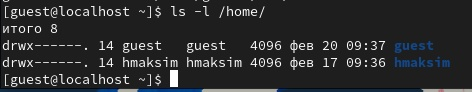 [guest@localhost ~]$ ls -l /home/
итого 8
drwx------. 14 guest   guest   4096 фев 20 09:37 guest
drwx------. 14 hmaksim hmaksim 4096 фев 17 09:36 hmaksim
[guest@localhost ~]$